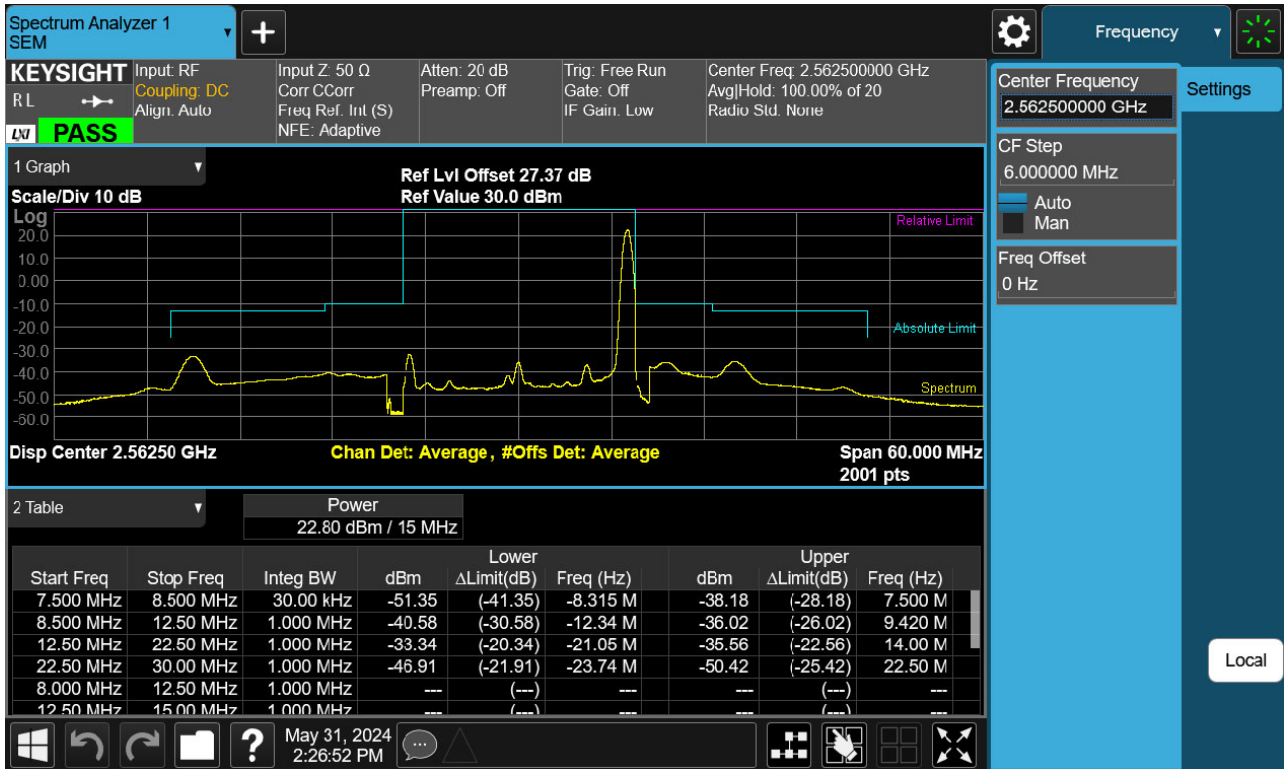 Spectrum Analyzer 1
SEM
+
Frequency
KEYSIGHT
R L
LXI
PASS
Input: RF
Coupling: DC
Align: Auto
Input Z: 50 Ω
Corr CCorr
Freq Ref: Int (S)
NFE: Adaptive
Atten: 20 dB
Preamp: Off
Trig: Free Run
Gate: Off
IF Gain: Low
Center Freq: 2.562500000 GHz
Avg|Hold: 100.00% of 20
Radio Std: None
Center Frequency
2.562500000 GHz
Settings
CF Step
6.000000 MHz
Auto
Man
Freq Offset
0 Hz
1 Graph
Scale/Div 10 dB
Ref Lvl Offset 27.37 dB
Ref Value 30.0 dBm
Log
20.0
10.0
0.00
-10.0
-20.0
-30.0
-40.0
-50.0
-60.0
Relative Limit
Absolute Limit
Spectrum
Disp Center 2.56250 GHz
Chan Det: Average, #Offs Det: Average
Span 60.000 MHz
2001 pts
2 Table
Power
22.80 dBm / 15 MHz
Lower Upper
Start Freq Stop Freq Integ BW dBm ΔLimit(dB) Freq (Hz) dBm ΔLimit(dB) Freq (Hz)
7.500 MHz 8.500 MHz 30.00 kHz -51.35 (-41.35) -8.315 M -38.18 (-28.18) 7.500 M
8.500 MHz 12.50 MHz 1.000 MHz -40.58 (-30.58) -12.34 M -36.02 (-26.02) 9.420 M
12.50 MHz 22.50 MHz 1.000 MHz -33.34 (-20.34) -21.05 M -35.56 (-22.56) 14.00 M
22.50 MHz 30.00 MHz 1.000 MHz -46.91 (-21.91) -23.74 M -50.42 (-25.42) 22.50 M
8.000 MHz 12.50 MHz 1.000 MHz --- (---) --- --- (---) ---
12.50 MHz 15.00 MHz 1.000 MHz --- (---) --- --- (---) ---
Local
?
May 31, 2024
2:26:52 PM